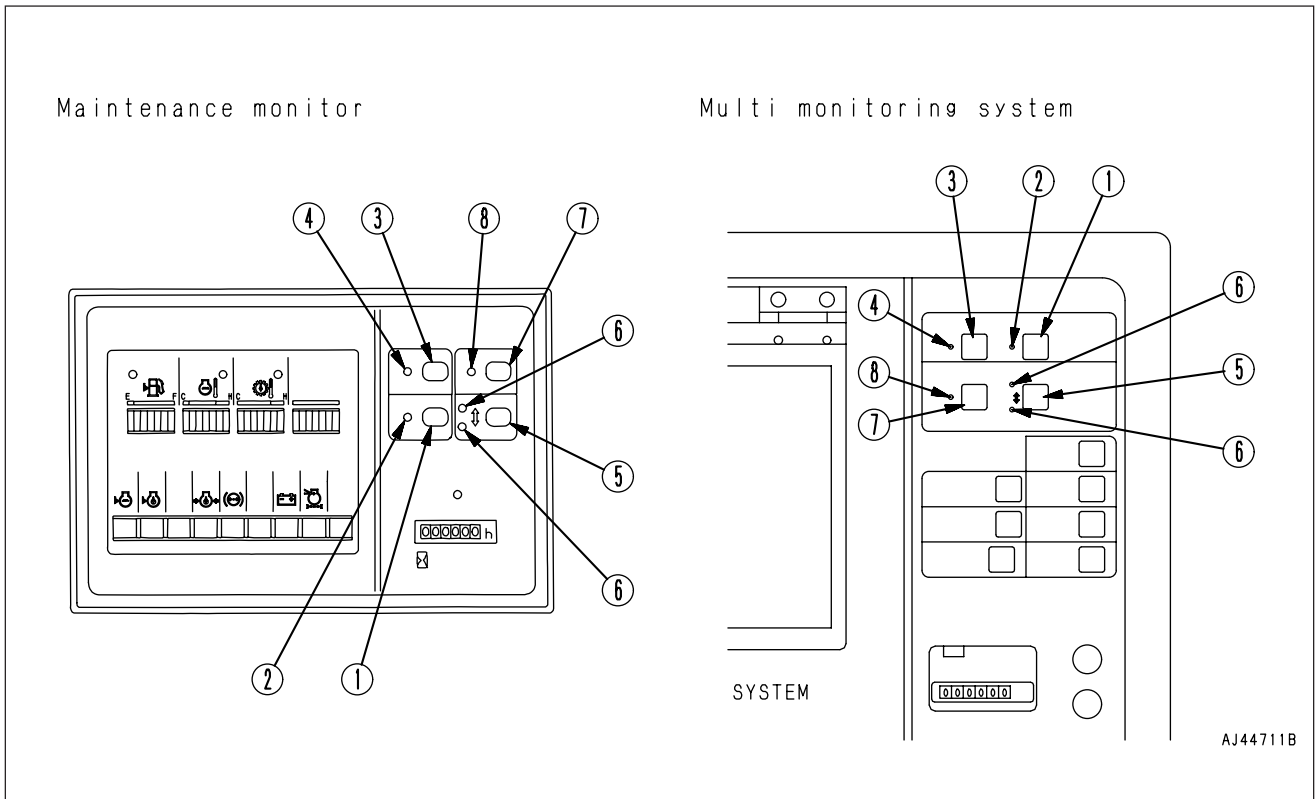 Maintenance monitor
Multi monitoring system
3 2 1
4 3 8 7
6
6
4
8
5
7
6
E F C H C H
5
000000 h
6
2 1
SYSTEM
000000
AJ44711B